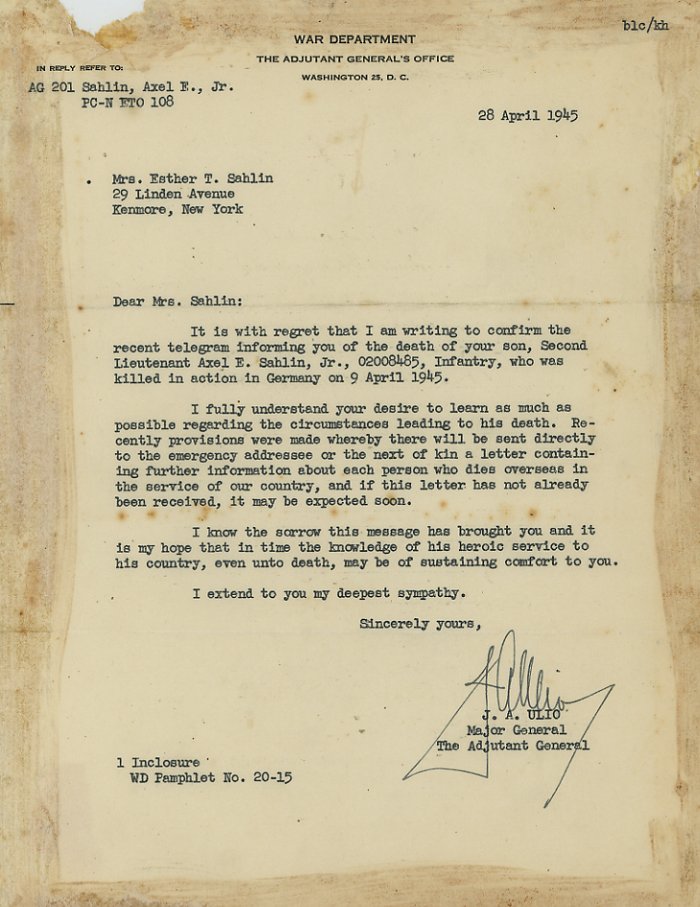 blc/kh
WAR DEPARTMENT
THE ADJUTANT GENERAL'S OFFICE
WASHINGTON 25, D. C.
IN REPLY REFER TO:
AG 201 Sahlin, Axel E., Jr.
PC-N ETO 108
28 April 1945
Mrs. Esther T. Sahlin
29 Linden Avenue
Kenmore, New York
Dear Mrs. Sahlin:
It is with regret that I am writing to confirm the
recent telegram informing you of the death of your son, Second
Lieutenant Axel E. Sahlin, Jr., 02008485, Infantry, who was
killed in action in Germany on 9 April 1945.
I fully understand your desire to learn as much as
possible regarding the circumstances leading to his death. Re-
cently provisions were made whereby there will be sent directly
to the emergency addressee or the next of kin a letter contain-
ing further information about each person who dies overseas in
the service of our country, and if this letter has not already
been received, it may be expected soon.
I know the sorrow this message has brought you and it
is my hope that in time the knowledge of his heroic service to
his country, even unto death, may be of sustaining comfort to you.
I extend to you my deepest sympathy.
Sincerely yours,
J. A. ULIO
Major General
The Adjutant General
1 Inclosure
WD Pamphlet No. 20-15